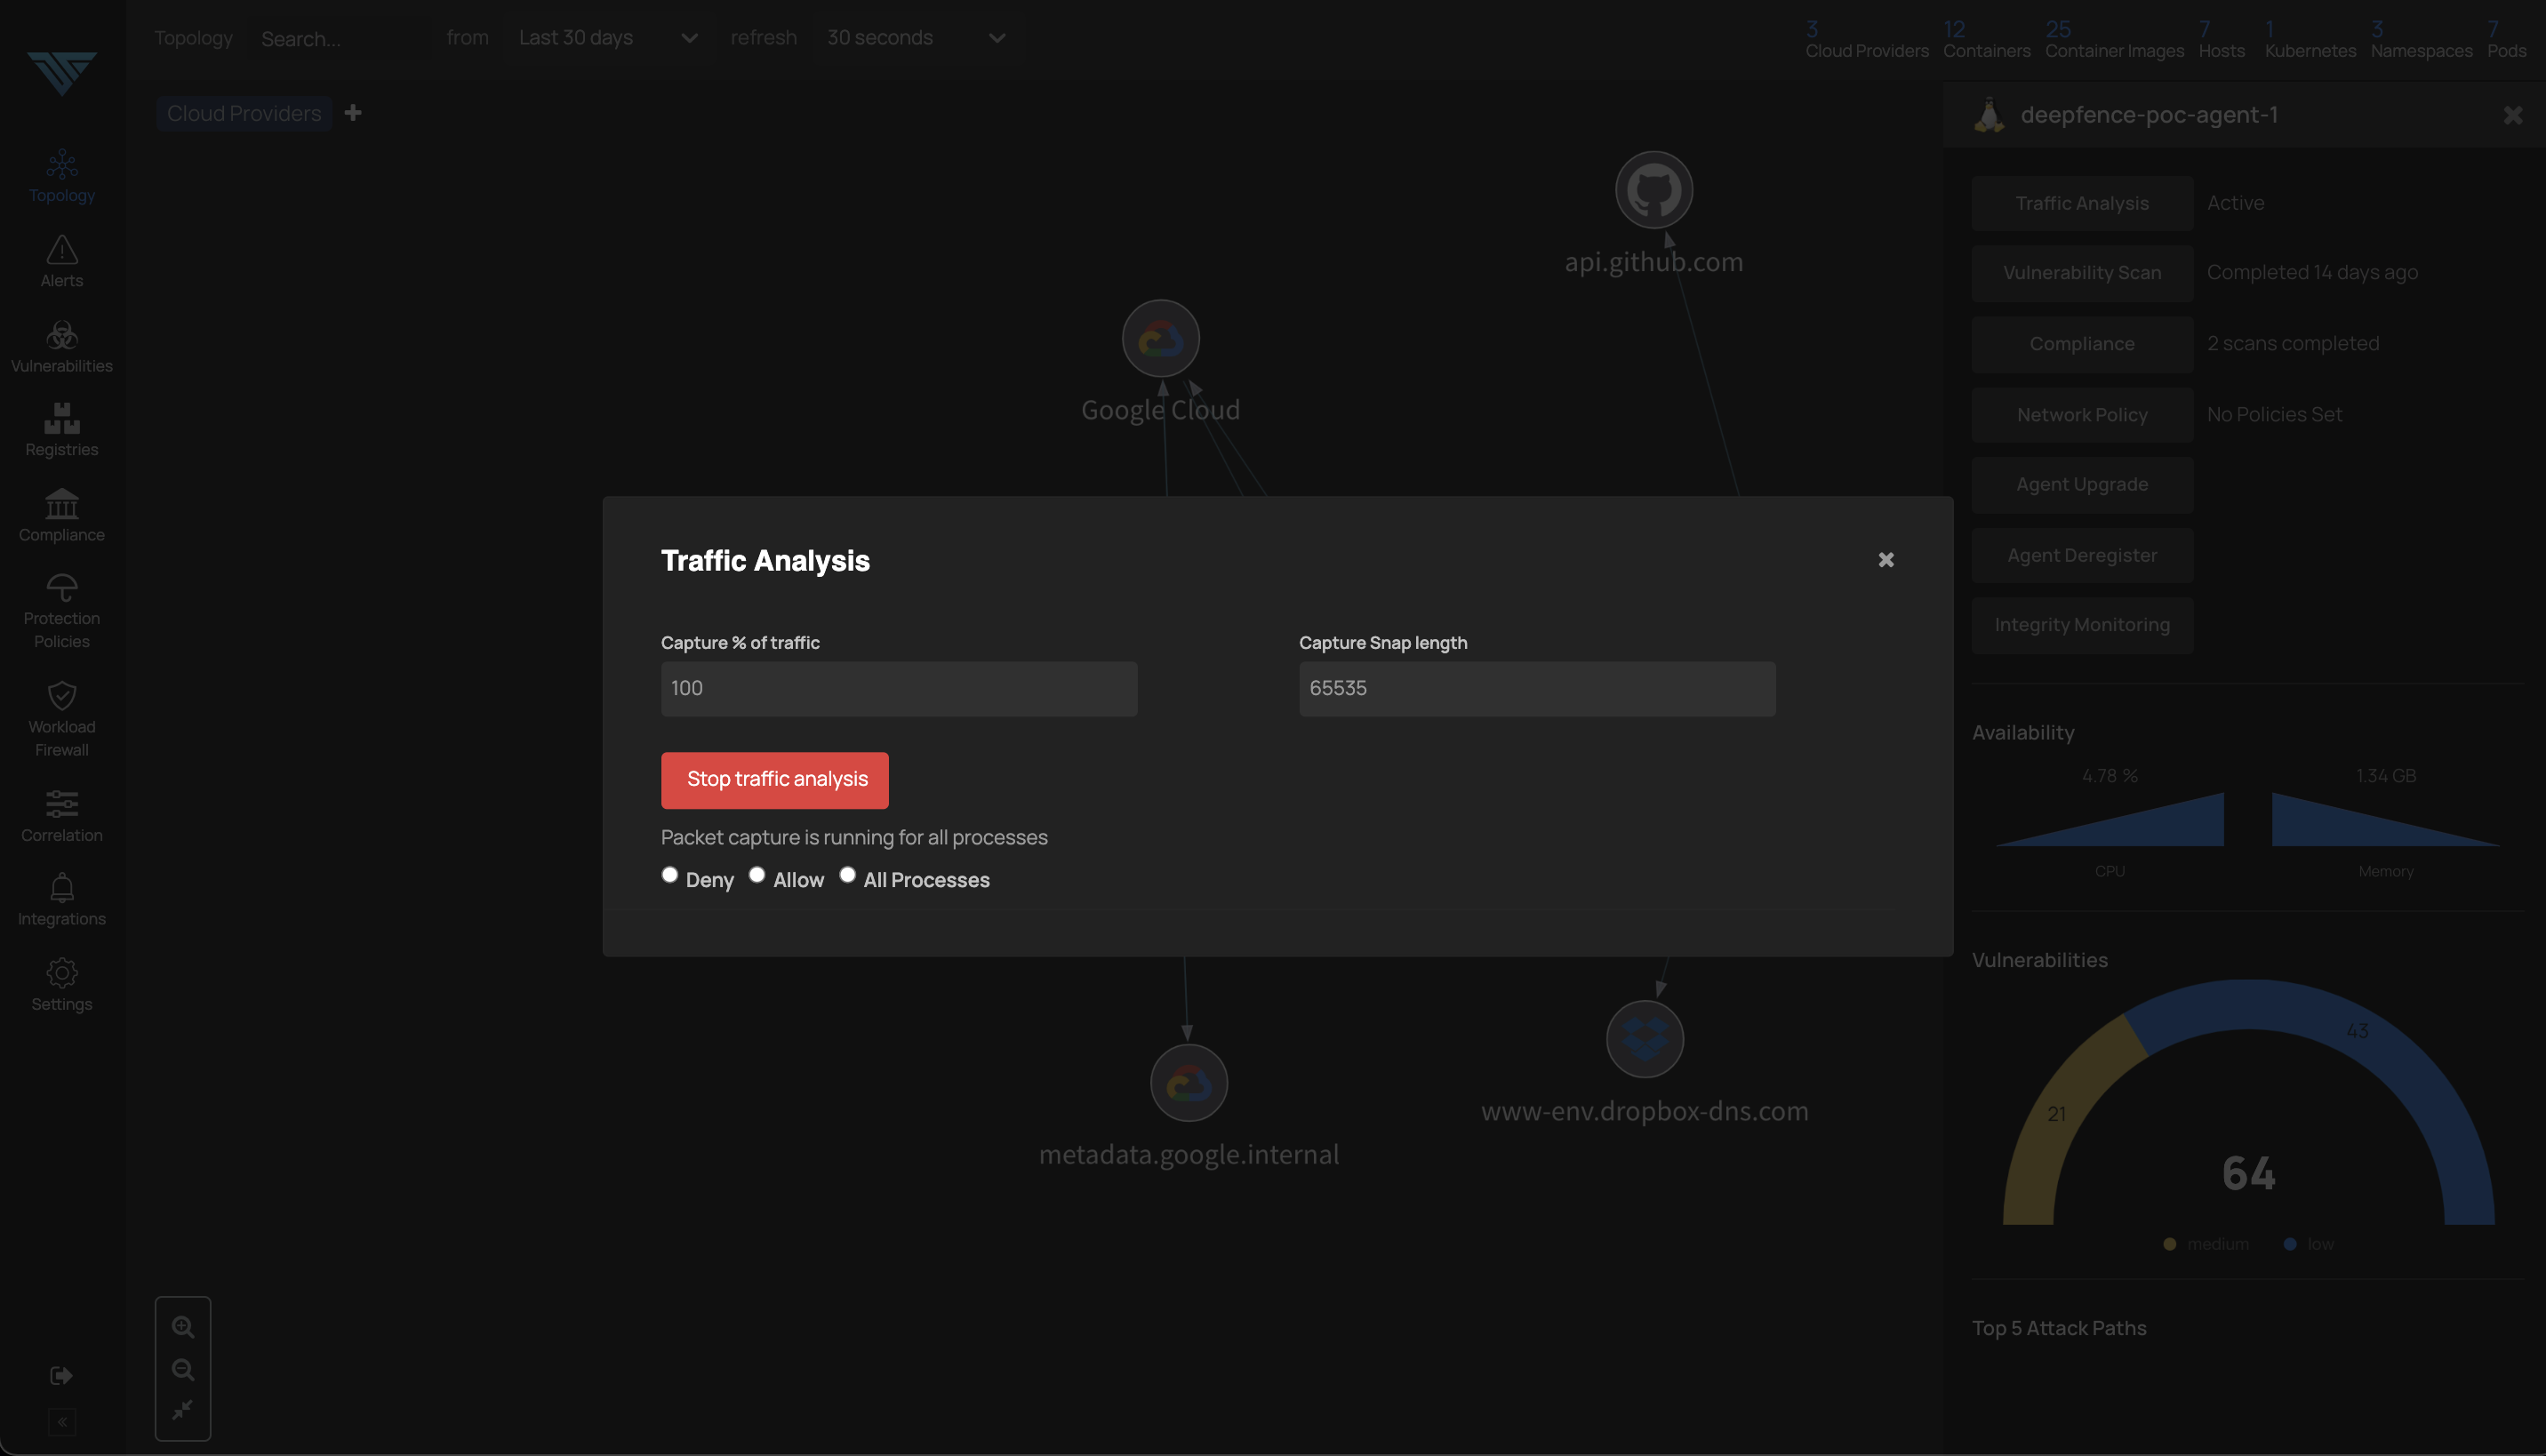 Topology Search... from Last 30 days refresh 30 seconds
3 12 25 7 1 3 7
Cloud Providers Containers Container Images Hosts Kubernetes Namespaces Pods
Topology
Alerts
Vulnerabilities
Registries
Compliance
Protection
Policies
Workload
Firewall
Correlation
Integrations
Settings
«
Cloud Providers
api.github.com
Google Cloud
metadata.google.internal
www-env.dropbox-dns.com
Traffic Analysis
Capture % of traffic Capture Snap length
100 65535
Stop traffic analysis
Packet capture is running for all processes
Deny Allow All Processes
deepfence-poc-agent-1
Traffic Analysis Active
Vulnerability Scan Completed 14 days ago
Compliance 2 scans completed
Network Policy No Policies Set
Agent Upgrade
Agent Deregister
Integrity Monitoring
Availability
4.78 % 1.34 GB
CPU Memory
Vulnerabilities
43
21
64
medium low
Top 5 Attack Paths